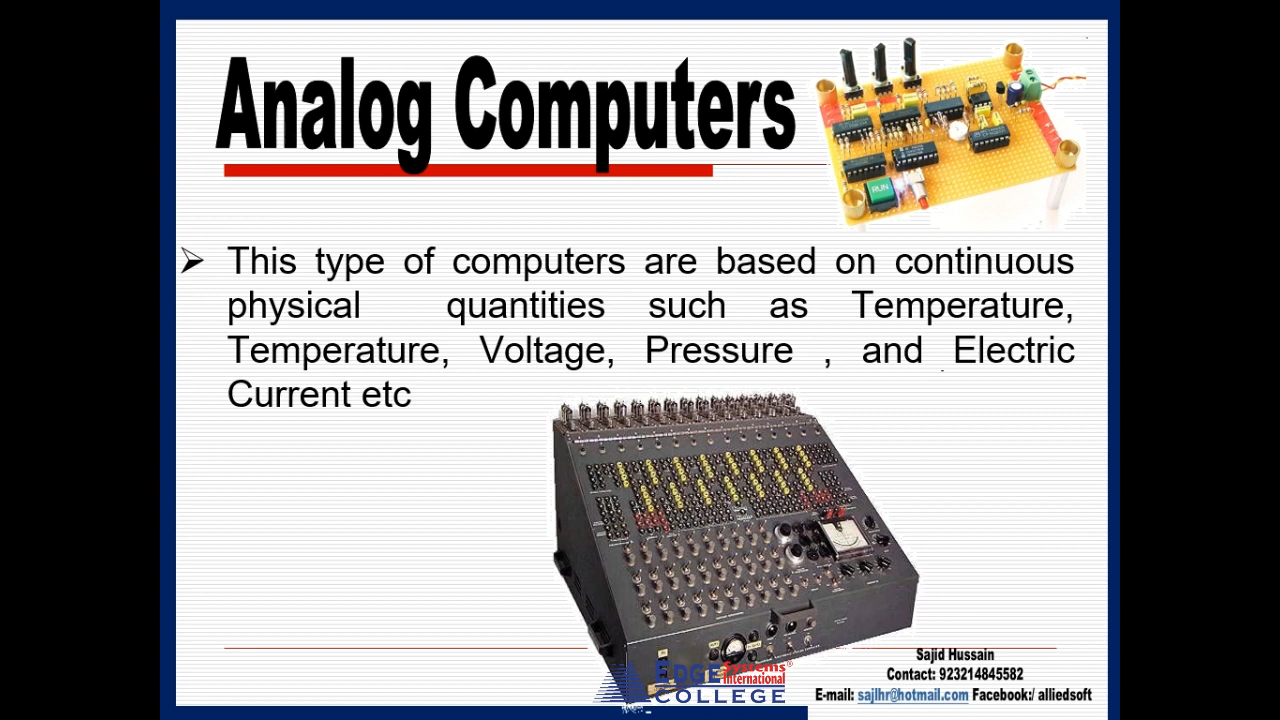 Analog Computers
RUN
➢ This type of computers are based on continuous
physical quantities such as Temperature,
Temperature, Voltage, Pressure , and Electric
Current etc
EDGE Systems International®
COLLEGE
Sajid Hussain
Contact: 923214845582
E-mail: sajlhr@hotmail.com Facebook:/ alliedsoft